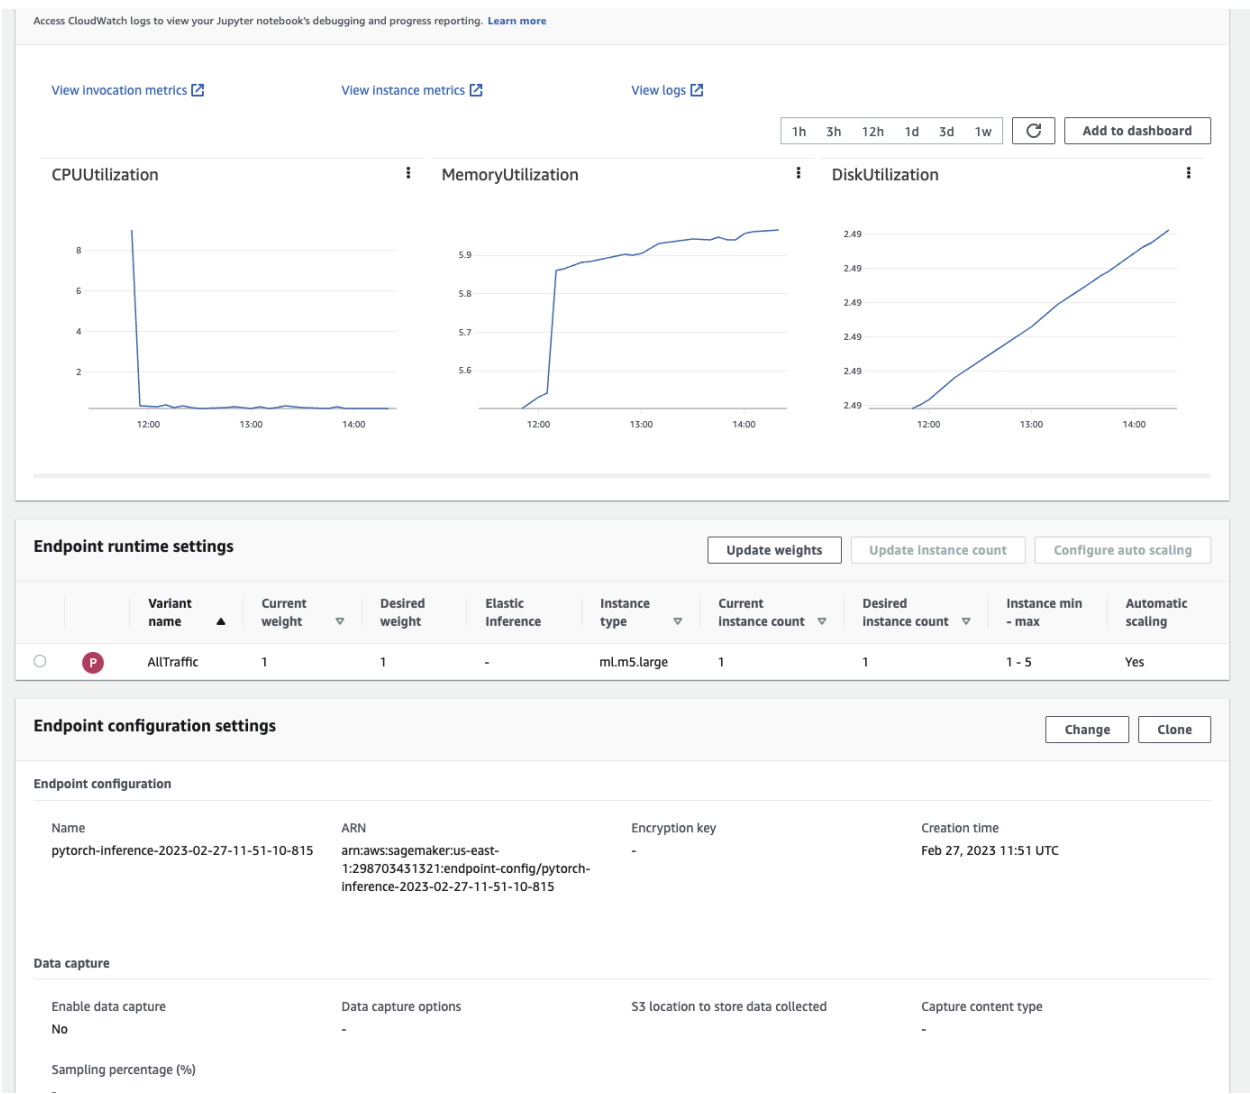 Access CloudWatch logs to view your Jupyter notebook's debugging and progress reporting. Learn more
View invocation metrics
View instance metrics
View logs
1h 3h 12h 1d 3d 1w
Add to dashboard
CPUUtilization
8
6
4
2
12:00 13:00 14:00
MemoryUtilization
5.9
5.8
5.7
5.6
12:00 13:00 14:00
DiskUtilization
2.49
2.49
2.49
2.49
2.49
2.49
12:00 13:00 14:00
Endpoint runtime settings
Update weights
Update instance count
Configure auto scaling
Variant name
Current weight
Desired weight
Elastic Inference
Instance type
Current instance count
Desired instance count
Instance min - max
Automatic scaling
P AllTraffic 1 1 - ml.m5.large 1 1 1 - 5 Yes
Endpoint configuration settings
Change
Clone
Endpoint configuration
Name
pytorch-inference-2023-02-27-11-51-10-815
ARN
arn:aws:sagemaker:us-east-
1:298703431321:endpoint-config/pytorch-
inference-2023-02-27-11-51-10-815
Encryption key
-
Creation time
Feb 27, 2023 11:51 UTC
Data capture
Enable data capture
No
Data capture options
-
S3 location to store data collected
Capture content type
-
Sampling percentage (%)
-